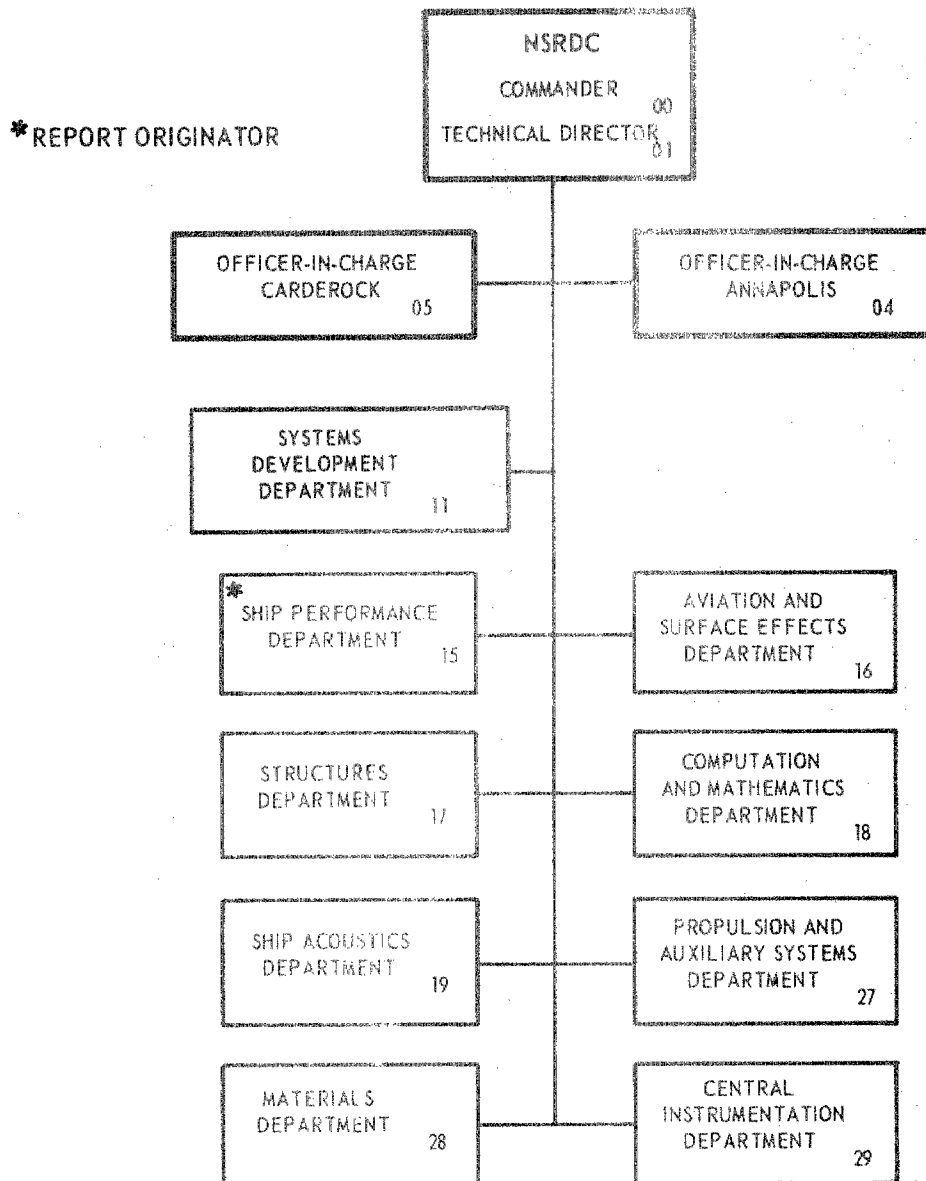 NSRDC
COMMANDER
00
*REPORT ORIGINATOR
TECHNICAL DIRECTOR
01
OFFICER-IN-CHARGE
CARDEROCK
05
OFFICER-IN-CHARGE
ANNAPOLIS
04
SYSTEMS
DEVELOPMENT
DEPARTMENT
11
*
SHIP PERFORMANCE
DEPARTMENT
15
AVIATION AND
SURFACE EFFECTS
DEPARTMENT
16
STRUCTURES
DEPARTMENT
17
COMPUTATION
AND MATHEMATICS
DEPARTMENT
18
SHIP ACOUSTICS
DEPARTMENT
19
PROPULSION AND
AUXILIARY SYSTEMS
DEPARTMENT
27
MATERIALS
DEPARTMENT
28
CENTRAL
INSTRUMENTATION
DEPARTMENT
29